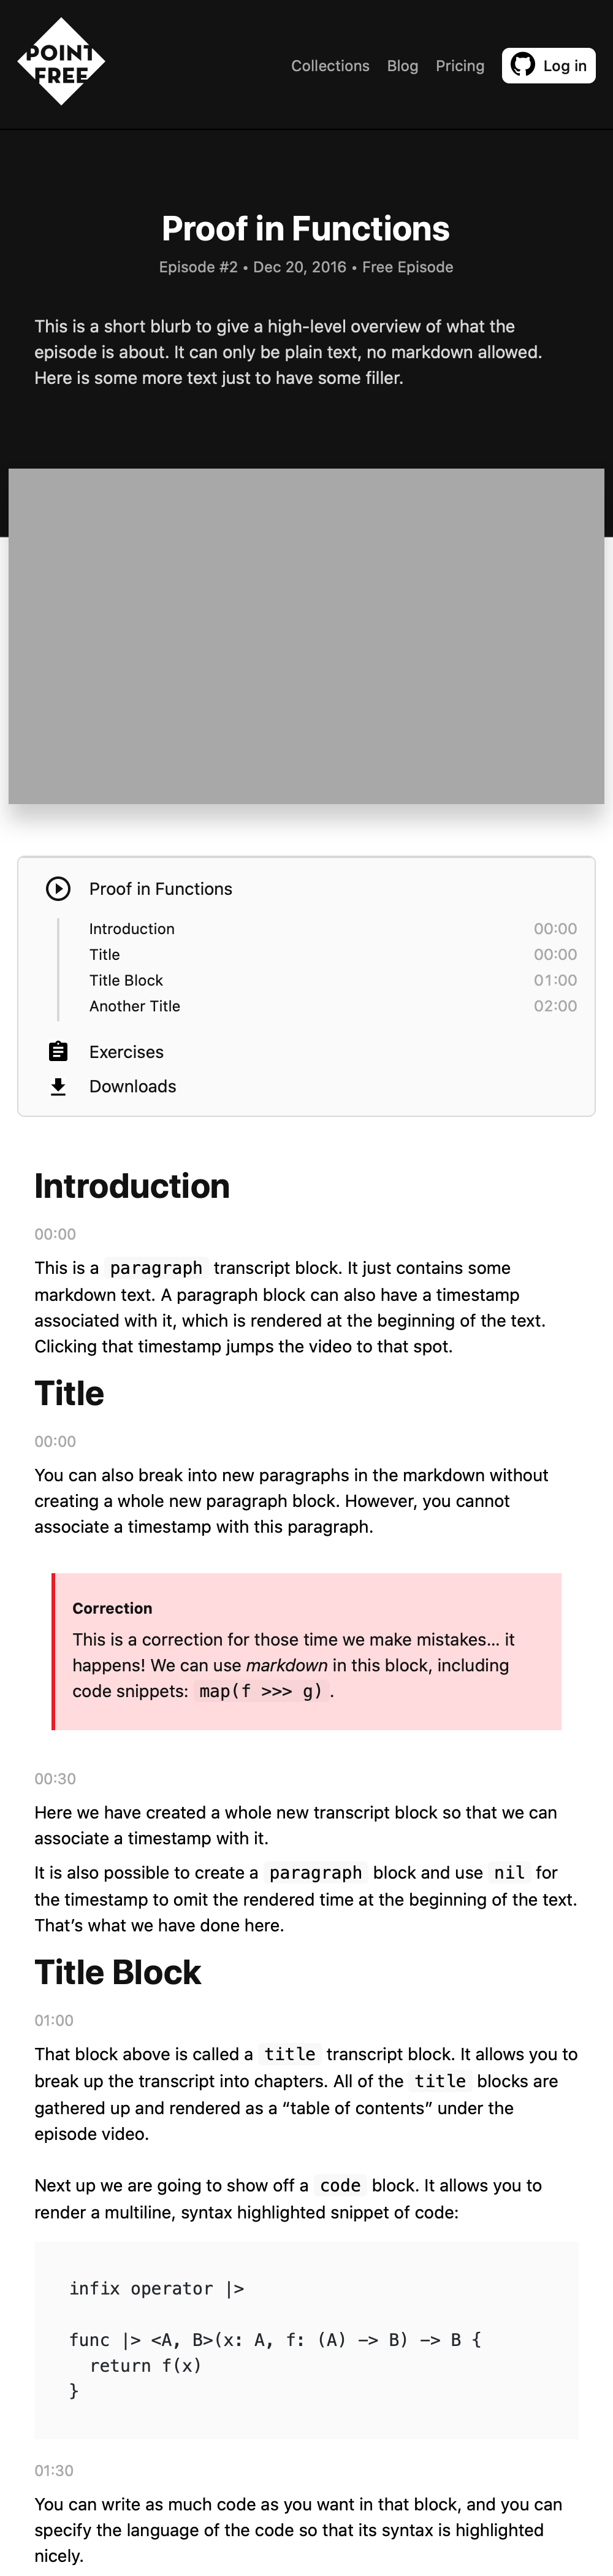 POINT
FREE
Collections Blog Pricing Log in
Proof in Functions
Episode #2 • Dec 20, 2016 • Free Episode
This is a short blurb to give a high-level overview of what the
episode is about. It can only be plain text, no markdown allowed.
Here is some more text just to have some filler.
Proof in Functions
Introduction 00:00
Title 00:00
Title Block 01:00
Another Title 02:00
Exercises
Downloads
Introduction
00:00
This is a paragraph transcript block. It just contains some
markdown text. A paragraph block can also have a timestamp
associated with it, which is rendered at the beginning of the text.
Clicking that timestamp jumps the video to that spot.
Title
00:00
You can also break into new paragraphs in the markdown without
creating a whole new paragraph block. However, you cannot
associate a timestamp with this paragraph.
Correction
This is a correction for those time we make mistakes… it
happens! We can use markdown in this block, including
code snippets: map(f >>> g).
00:30
Here we have created a whole new transcript block so that we can
associate a timestamp with it.
It is also possible to create a paragraph block and use nil for
the timestamp to omit the rendered time at the beginning of the text.
That’s what we have done here.
Title Block
01:00
That block above is called a title transcript block. It allows you to
break up the transcript into chapters. All of the title blocks are
gathered up and rendered as a “table of contents” under the
episode video.
Next up we are going to show off a code block. It allows you to
render a multiline, syntax highlighted snippet of code:
infix operator |>
func |> <A, B>(x: A, f: (A) -> B) -> B {
  return f(x)
}
01:30
You can write as much code as you want in that block, and you can
specify the language of the code so that its syntax is highlighted
nicely.